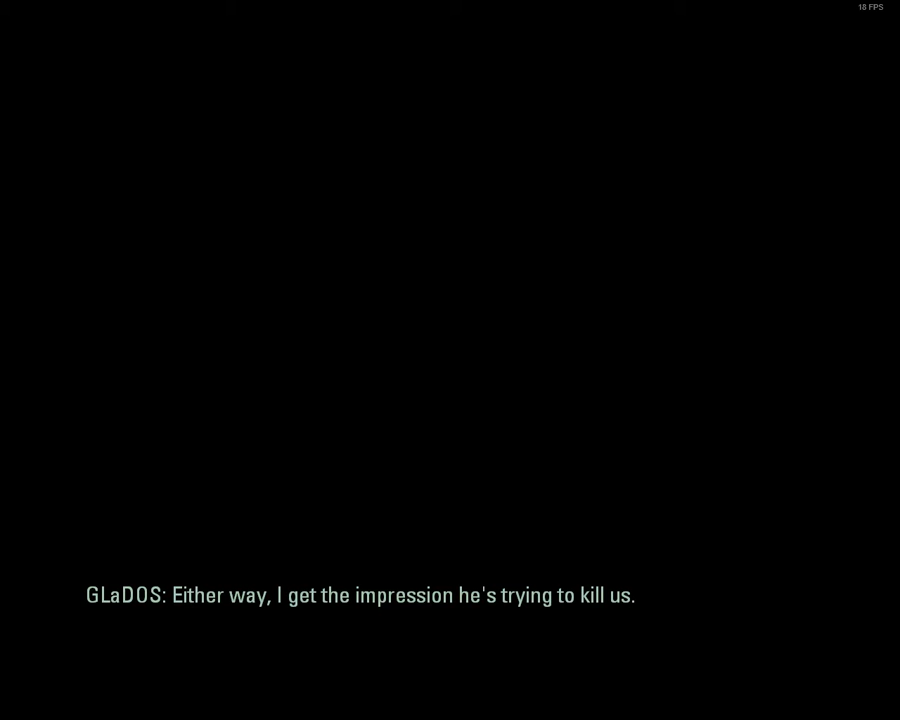 18 FPS
GLaDOS: Either way, I get the impression he's trying to kill us.